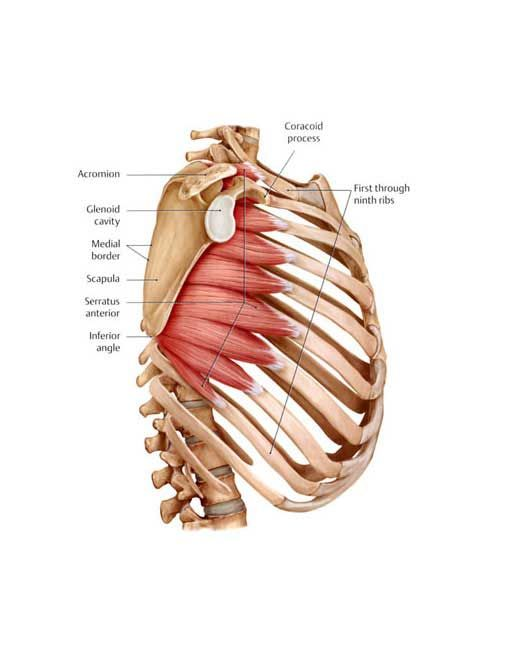 Coracoid
process
Acromion
First through
ninth ribs
Glenoid
cavity
Medial
border
Scapula
Serratus
anterior
Inferior
angle